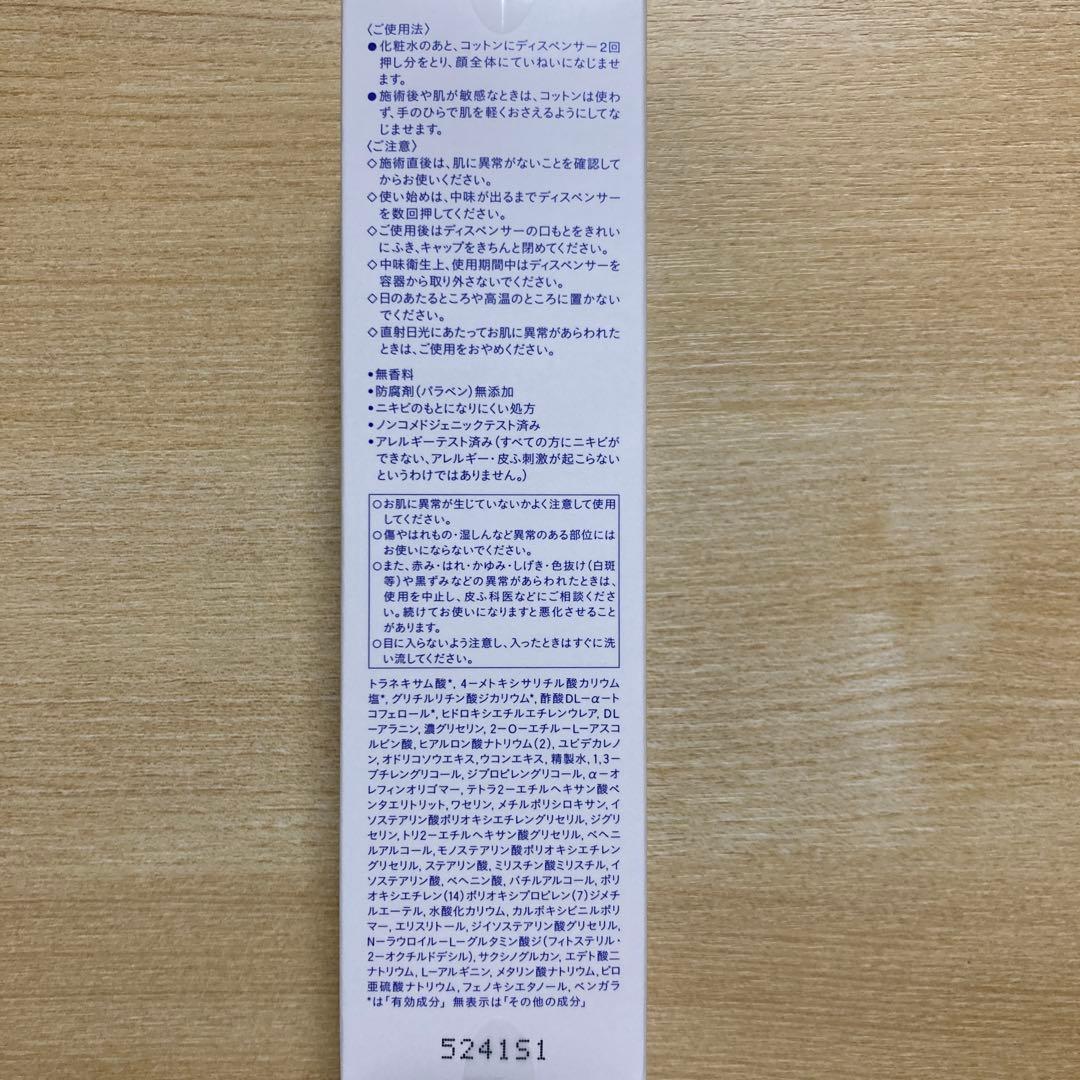 〈ご使用法〉
●化粧水のあと、コットンにディスペンサー2回
押し分をとり、顔全体にていねいになじませ
ます。
●施術後や肌が敏感なときは、コットンは使わ
ず、手のひらで肌を軽くおさえるようにしてな
じませます。
〈ご注意〉
◇施術直後は、肌に異常がないことを確認して
からお使いください。
◇使い始めは、中味が出るまでディスペンサー
を数回押してください。
◇ご使用後はディスペンサーの口もとをきれい
にふき、キャップをきちんと閉めてください。
◇中味衛生上、使用期間中はディスペンサーを
容器から取り外さないでください。
◇日のあたるところや高温のところに置かない
でください。
◇直射日光にあたってお肌に異常があらわれた
ときは、ご使用をおやめください。
•無香料
•防腐剤(パラベン)無添加
•ニキビのもとになりにくい処方
•ノンコメドジェニックテスト済み
•アレルギーテスト済み(すべての方にニキビが
できない、アレルギー・皮ふ刺激が起こらない
というわけではありません。)
○お肌に異常が生じていないかよく注意して使用
してください。
○傷やはれもの・湿しんなど異常のある部位には
お使いにならないでください。
○また、赤み・はれ・かゆみ・しげき・色抜け(白斑
等)や黒ずみなどの異常があらわれたときは、
使用を中止し、皮ふ科医などにご相談くださ
い。続けてお使いになりますと悪化させること
があります。
○目に入らないよう注意し、入ったときはすぐに洗
い流してください。
トラネキサム酸*, 4ーメトキシサリチル酸カリウム
塩*, グリチルリチン酸ジカリウム*, 酢酸DLーαート
コフェロール*, ヒドロキシエチルエチレンウレア, DL
ーアラニン, 濃グリセリン, 2ーOーエチルーLーアスコ
ルビン酸, ヒアルロン酸ナトリウム(2), ユビデカレノ
ン, オドリコソウエキス, ウコンエキス, 精製水, 1,3ー
ブチレングリコール, ジプロピレングリコール, αーオ
レフィンオリゴマー, テトラ2ーエチルヘキサン酸ペ
ンタエリトリット, ワセリン, メチルポリシロキサン, イ
ソステアリン酸ポリオキシエチレングリセリル, ジグリ
セリン, トリ2ーエチルヘキサン酸グリセリル, ベヘニ
ルアルコール, モノステアリン酸ポリオキシエチレン
グリセリル, ステアリン酸, ミリスチン酸ミリスチル, イ
ソステアリン酸, ベヘニン酸, バチルアルコール, ポリ
オキシエチレン(14)ポリオキシプロピレン(7)ジメチ
ルエーテル, 水酸化カリウム, カルボキシビニルポリ
マー, エリスリトール, ジイソステアリン酸グリセリル,
NーラウロイルーLーグルタミン酸ジ(フィトステリル・
2ーオクチルドデシル), サクシノグルカン, エデト酸二
ナトリウム, Lーアルギニン, メタリン酸ナトリウム, ピロ
亜硫酸ナトリウム, フェノキシエタノール, ベンガラ
*は「有効成分」 無表示は「その他の成分」
5241S1